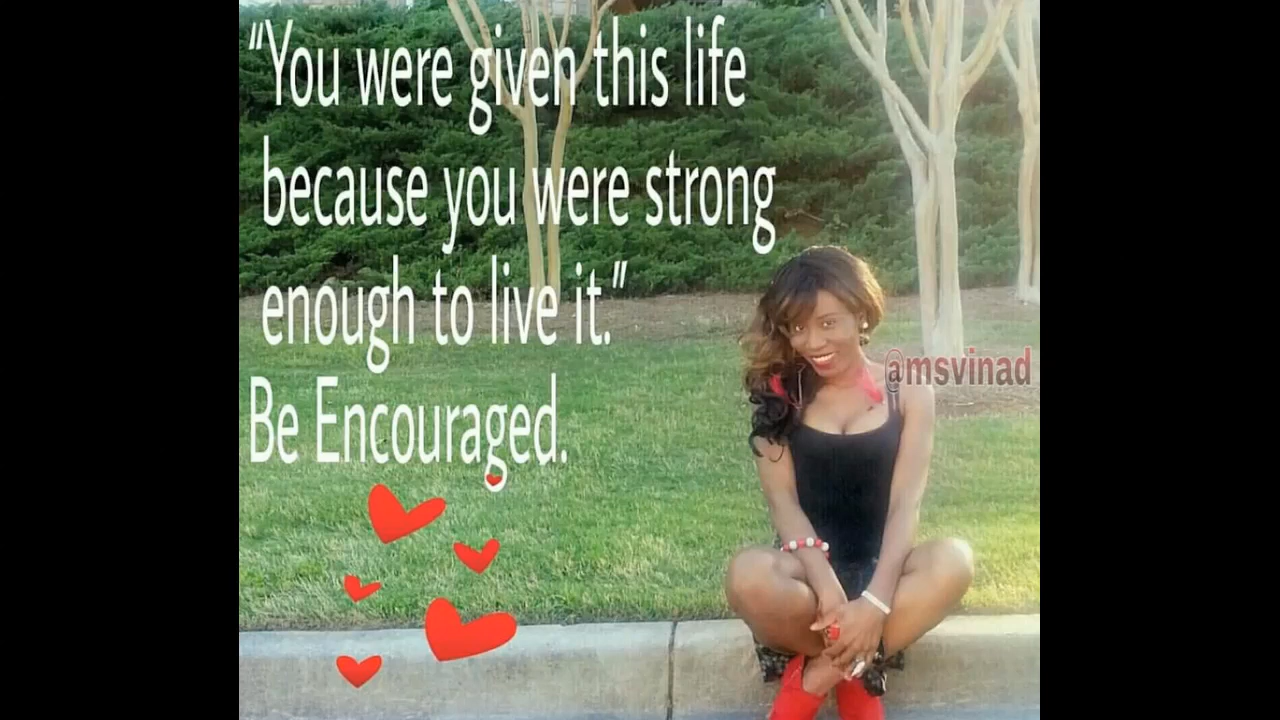 “You were given this life
because you were strong
enough to live it.”
Be Encouraged.
@msvinad